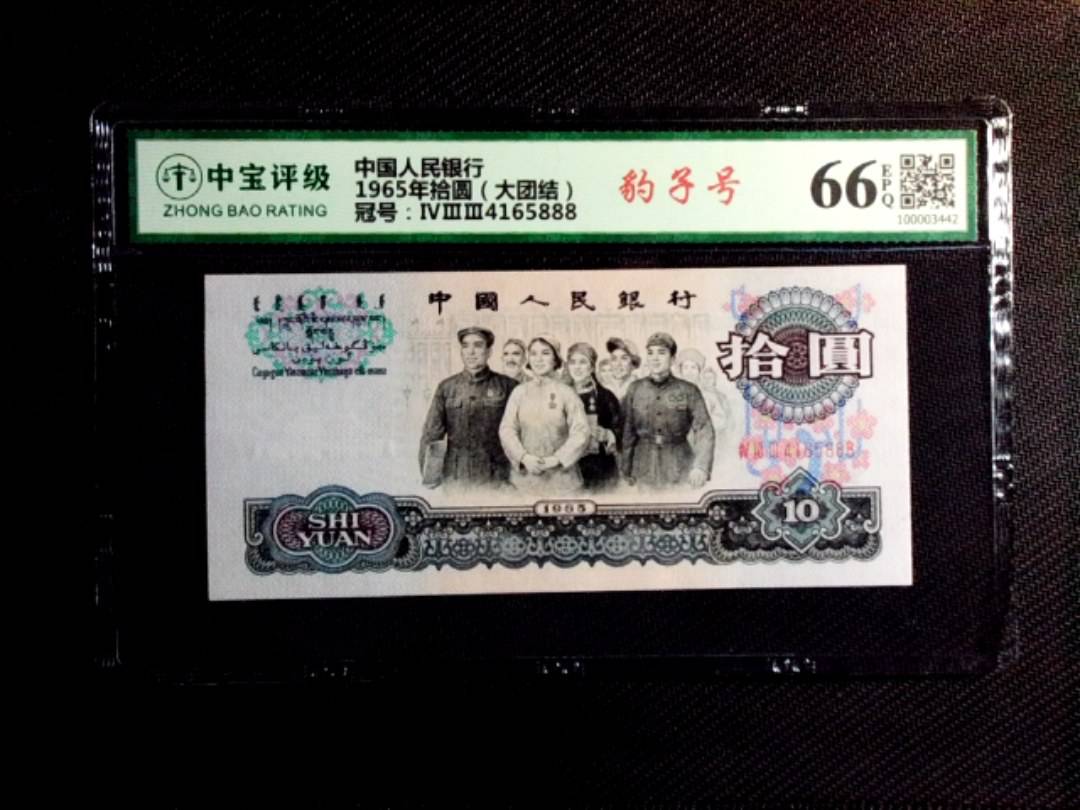 中宝评级
ZHONG BAO RATING
中国人民银行
1965年拾圆（大团结）
冠号：ⅣⅢⅢ4165888
豹子号
66
EPQ
100003442
中國人民銀行
拾圓
1965
SHI
YUAN
10